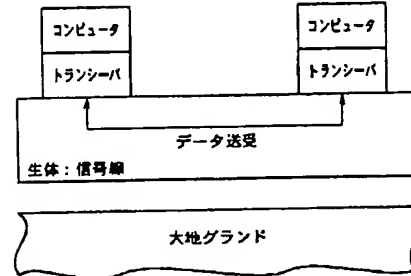 コンピュータ
コンピュータ
トランシーバ
トランシーバ
データ送受
生体：信号線
大地グランド